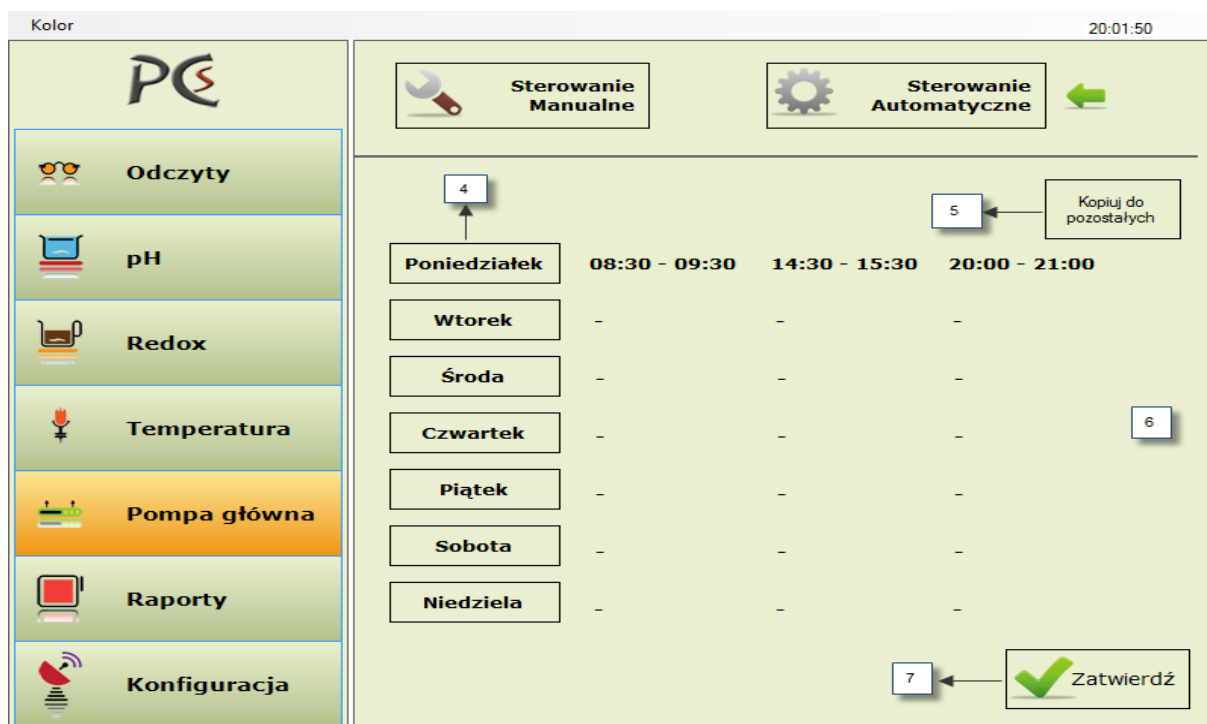 Kolor
20:01:50
PCs
Odczyty
pH
Redox
Temperatura
Pompa główna
Raporty
Konfiguracja
Sterowanie
Manualne
Sterowanie
Automatyczne
4
5
Kopiuj do
pozostałych
Poniedziałek 08:30 - 09:30 14:30 - 15:30 20:00 - 21:00
Wtorek - - -
Środa - - -
Czwartek - - -
6
Piątek - - -
Sobota - - -
Niedziela - - -
7
Zatwierdź